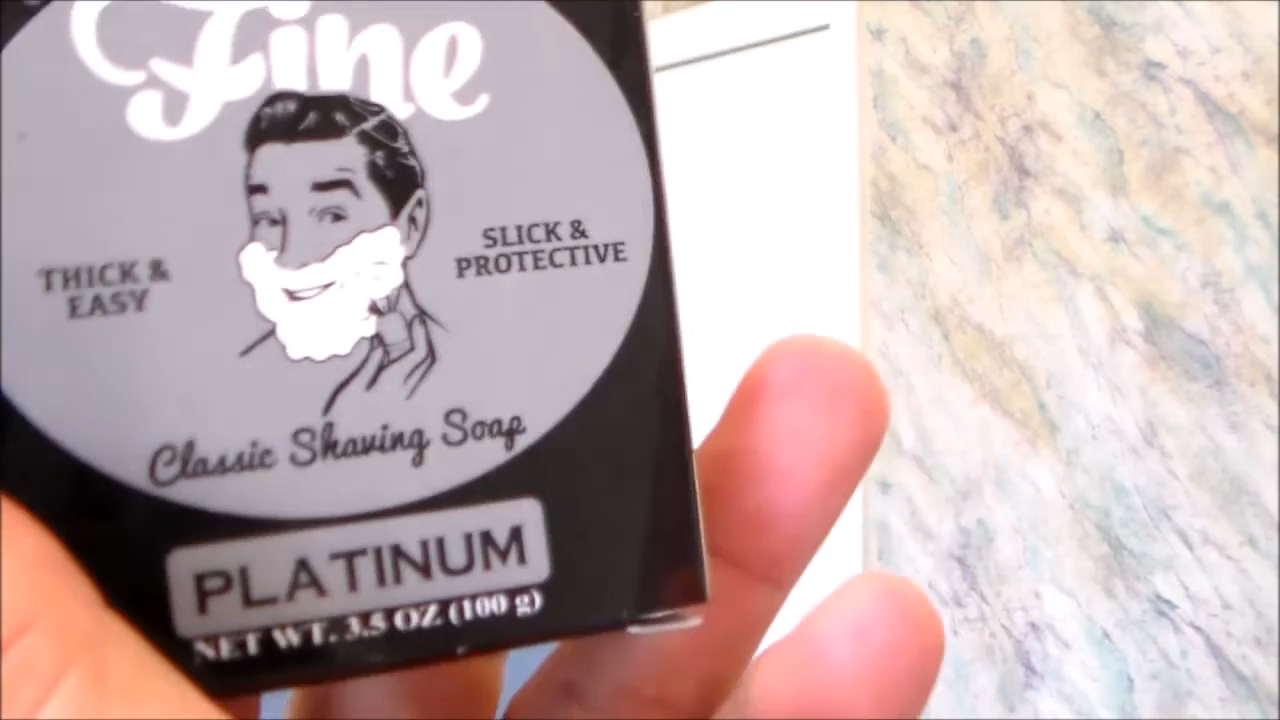 Fine
THICK &
EASY
SLICK &
PROTECTIVE
Classic Shaving Soap
PLATINUM
NET WT. 3.5 OZ (100 g)